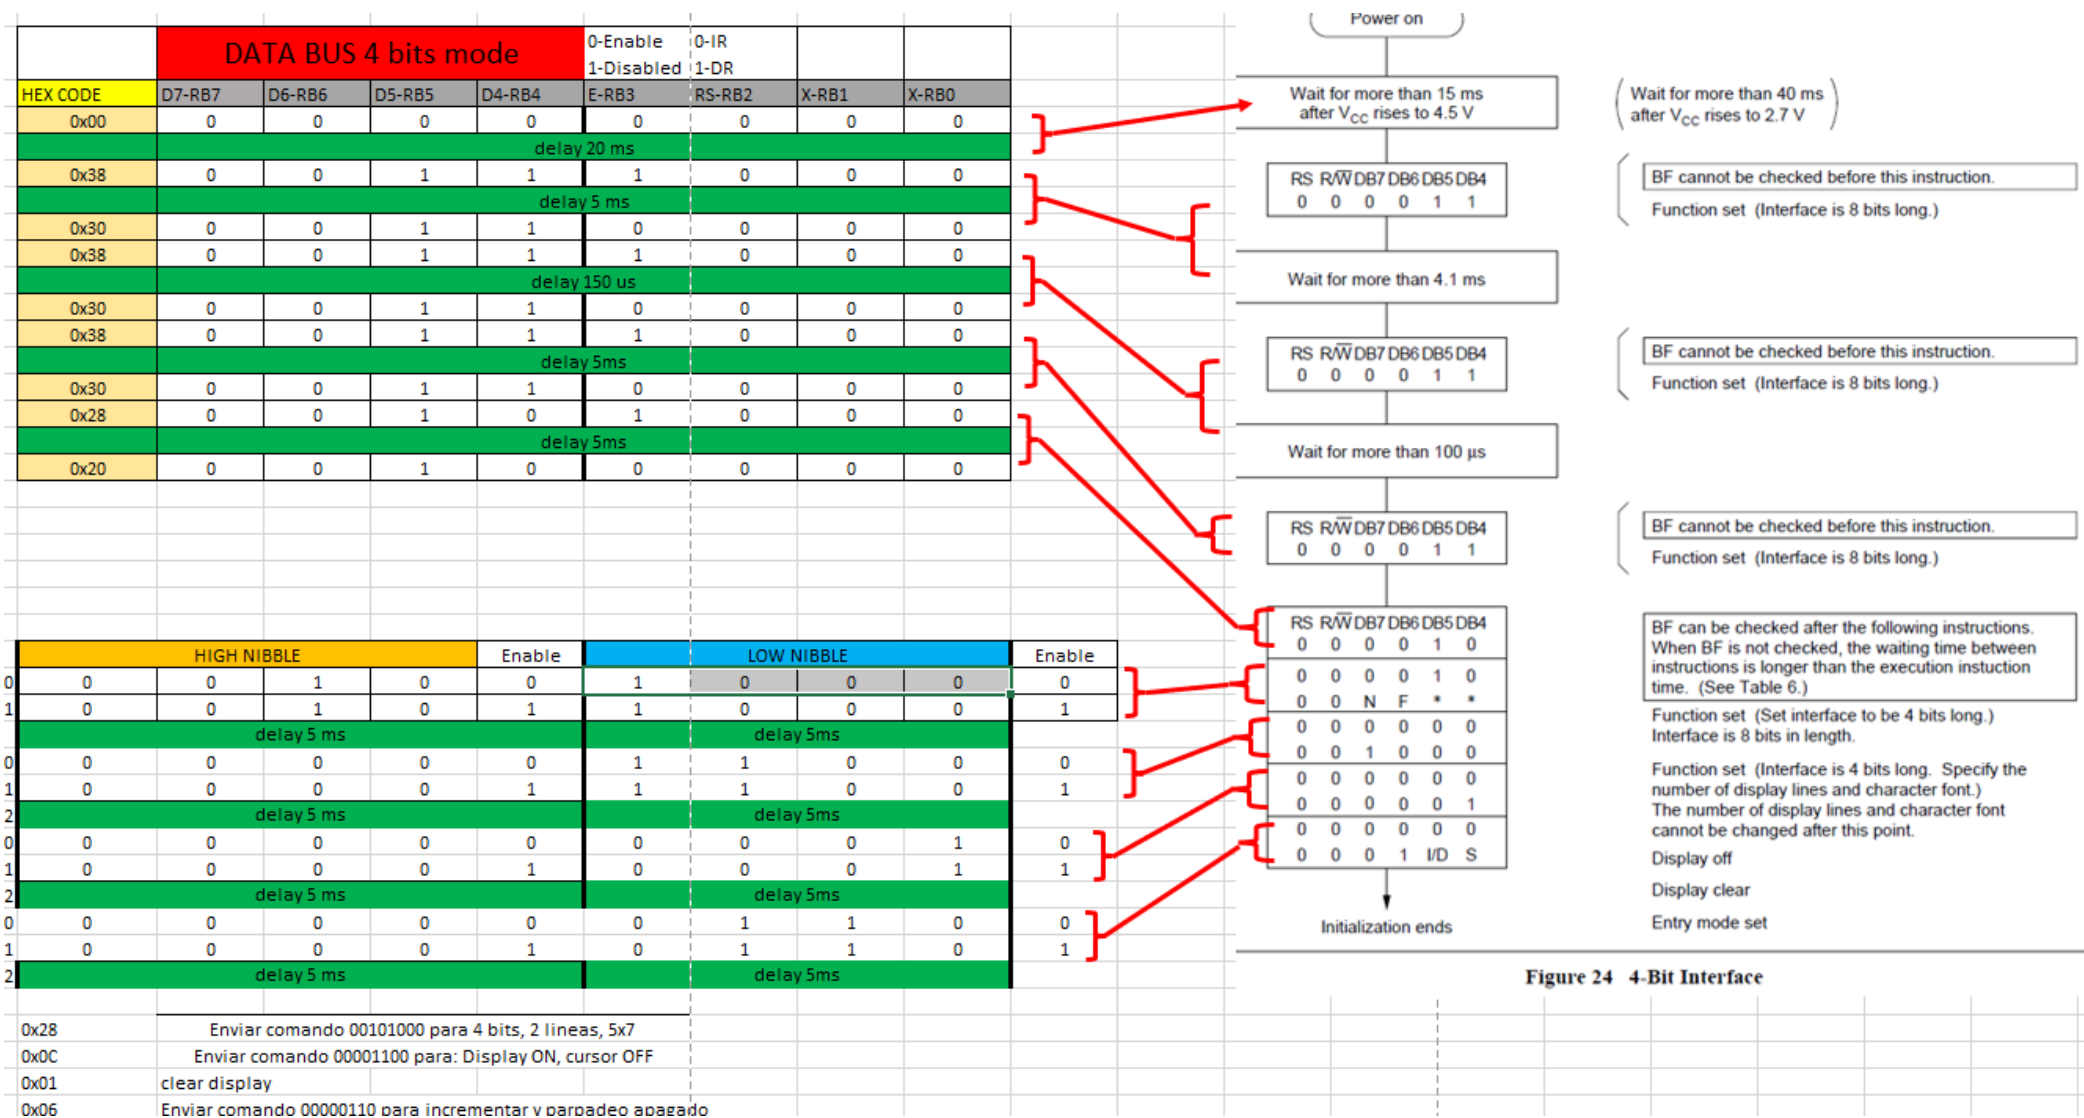 DATA BUS 4 bits mode
0-Enable 0-IR
1-Disabled 1-DR
HEX CODE D7-RB7 D6-RB6 D5-RB5 D4-RB4 E-RB3 RS-RB2 X-RB1 X-RB0
0x00 0 0 0 0 0 0 0 0
delay 20 ms
0x38 0 0 1 1 1 0 0 0
delay 5 ms
0x30 0 0 1 1 0 0 0 0
0x38 0 0 1 1 1 0 0 0
delay 150 us
0x30 0 0 1 1 0 0 0 0
0x38 0 0 1 1 1 0 0 0
delay 5ms
0x30 0 0 1 1 0 0 0 0
0x28 0 0 1 0 1 0 0 0
delay 5ms
0x20 0 0 1 0 0 0 0 0
HIGH NIBBLE Enable LOW NIBBLE Enable
0 0 0 1 0 0 1 0 0 0 0
1 0 0 1 0 1 1 0 0 0 1
delay 5 ms delay 5ms
0 0 0 0 0 0 1 1 0 0 0
1 0 0 0 0 1 1 1 0 0 1
2 delay 5 ms delay 5ms
0 0 0 0 0 0 0 0 0 1 0
1 0 0 0 0 1 0 0 0 1 1
2 delay 5 ms delay 5ms
0 0 0 0 0 0 0 1 1 0 0
1 0 0 0 0 1 0 1 1 0 1
2 delay 5 ms delay 5ms
0x28 Enviar comando 00101000 para 4 bits, 2 lineas, 5x7
0x0C Enviar comando 00001100 para: Display ON, cursor OFF
0x01 clear display
0x06 Enviar comando 00000110 para incrementar y parpadeo apagado
Power on
Wait for more than 15 ms
after VCC rises to 4.5 V
Wait for more than 40 ms
after VCC rises to 2.7 V
RS R/W̅ DB7 DB6 DB5 DB4
0 0 0 0 1 1
BF cannot be checked before this instruction.
Function set (Interface is 8 bits long.)
Wait for more than 4.1 ms
RS R/W̅ DB7 DB6 DB5 DB4
0 0 0 0 1 1
BF cannot be checked before this instruction.
Function set (Interface is 8 bits long.)
Wait for more than 100 µs
RS R/W̅ DB7 DB6 DB5 DB4
0 0 0 0 1 1
BF cannot be checked before this instruction.
Function set (Interface is 8 bits long.)
RS R/W̅ DB7 DB6 DB5 DB4
0 0 0 0 1 0
0 0 0 0 1 0
0 0 N F * *
0 0 0 0 0 0
0 0 1 0 0 0
0 0 0 0 0 0
0 0 0 0 0 1
0 0 0 0 0 0
0 0 0 1 I/D S
Initialization ends
BF can be checked after the following instructions.
When BF is not checked, the waiting time between
instructions is longer than the execution instuction
time. (See Table 6.)
Function set (Set interface to be 4 bits long.)
Interface is 8 bits in length.
Function set (Interface is 4 bits long. Specify the
number of display lines and character font.)
The number of display lines and character font
cannot be changed after this point.
Display off
Display clear
Entry mode set
Figure 24 4-Bit Interface